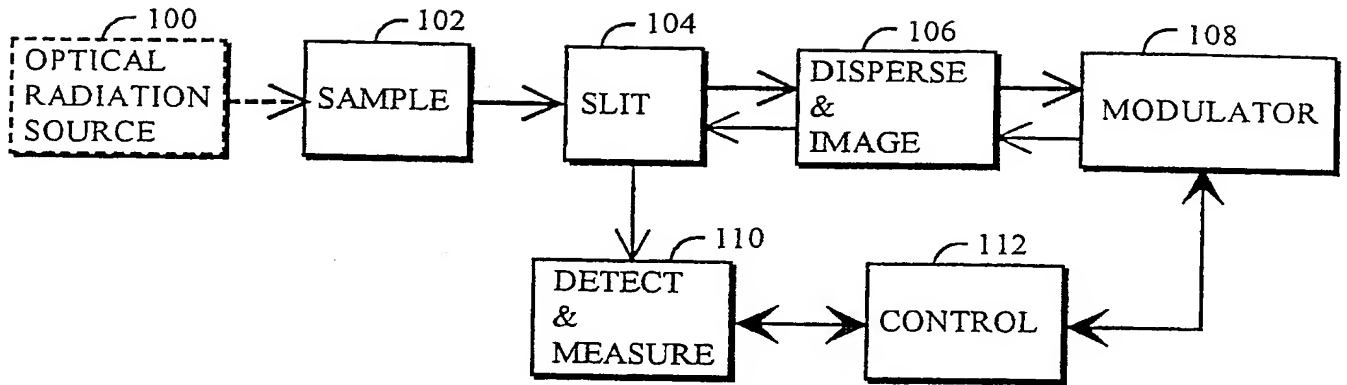 100
OPTICAL
RADIATION
SOURCE
102
SAMPLE
104
SLIT
106
DISPERSE
&
IMAGE
108
MODULATOR
110
DETECT
&
MEASURE
112
CONTROL